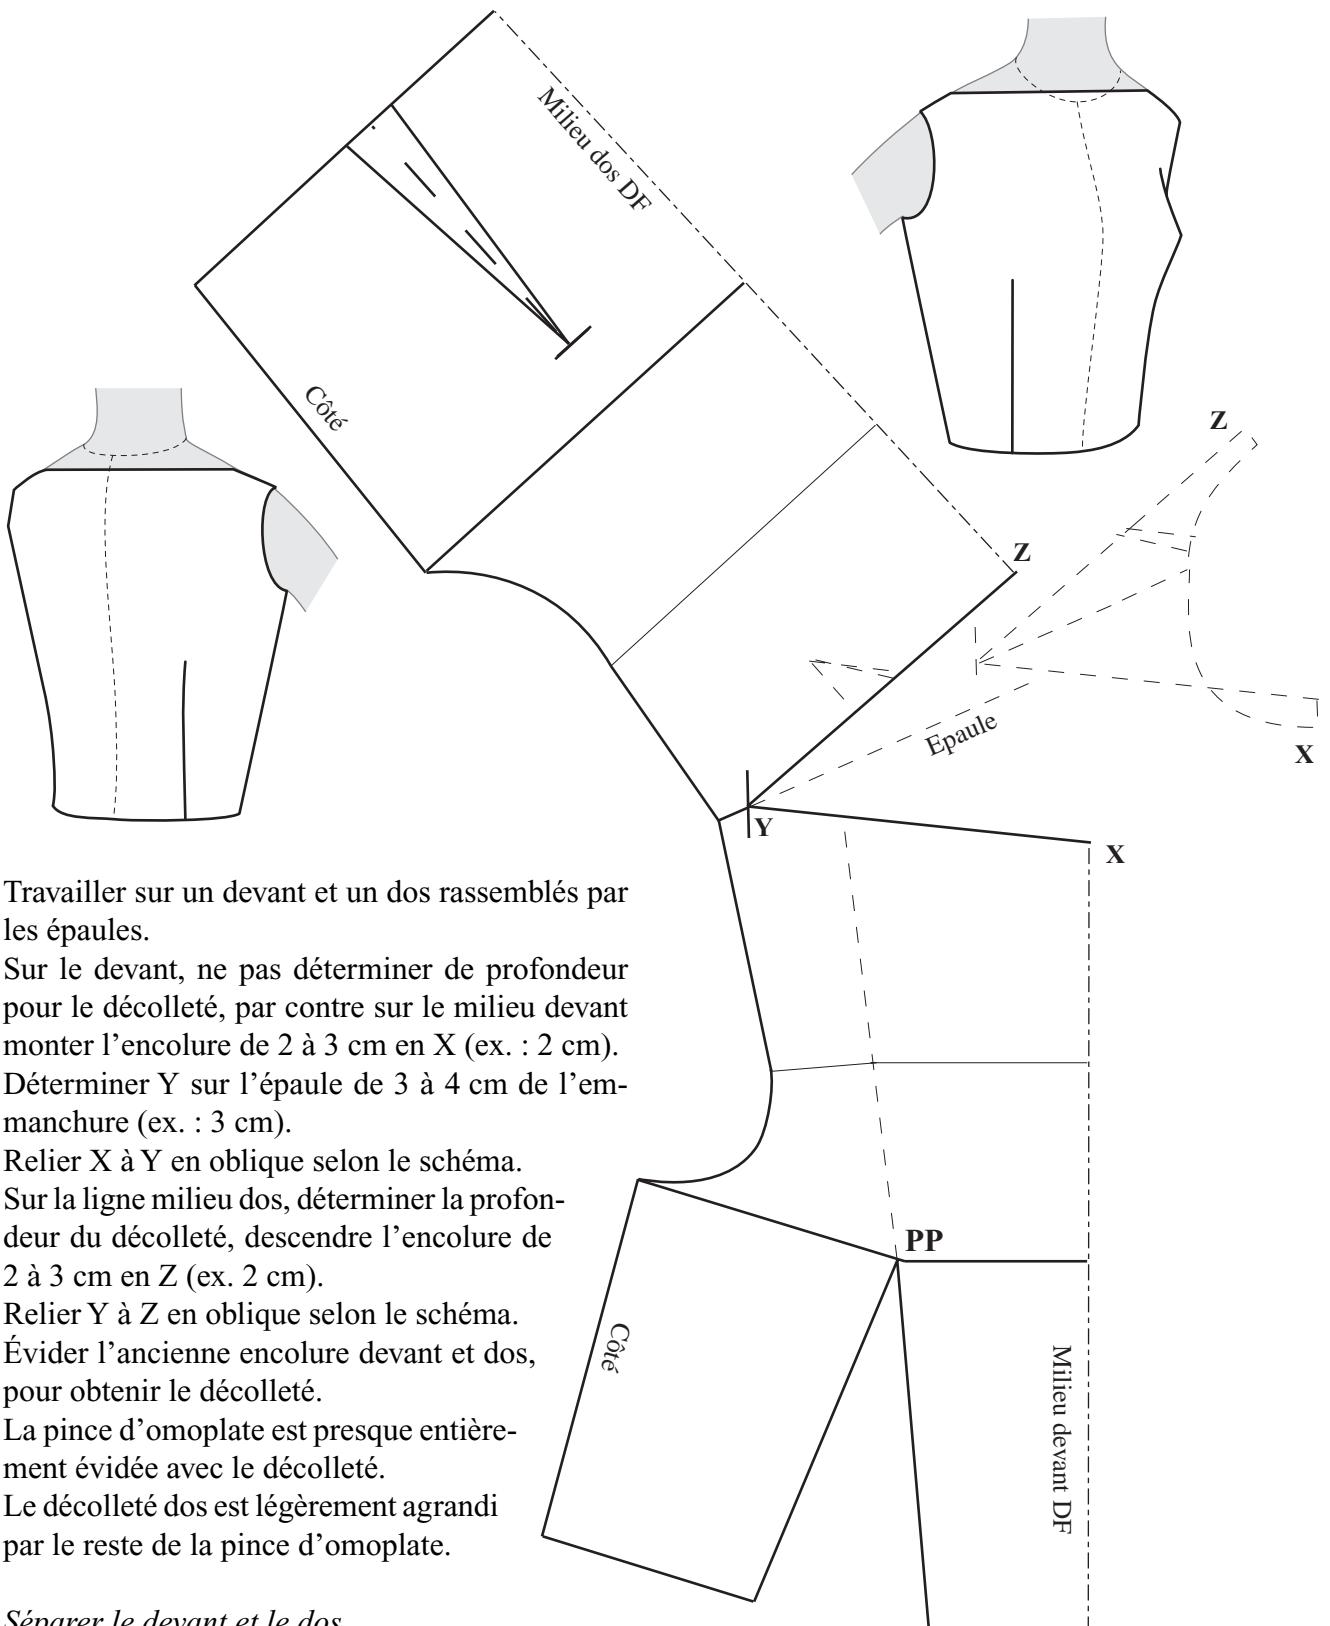 Milieu dos DF
Côté
Z
Z
Epaule
X
Y
X
Travailler sur un devant et un dos rassemblés par
les épaules.
Sur le devant, ne pas déterminer de profondeur
pour le décolleté, par contre sur le milieu devant
monter l’encolure de 2 à 3 cm en X (ex. : 2 cm).
Déterminer Y sur l’épaule de 3 à 4 cm de l’em-
manchure (ex. : 3 cm).
Relier X à Y en oblique selon le schéma.
Sur la ligne milieu dos, déterminer la profon-
deur du décolleté, descendre l’encolure de
2 à 3 cm en Z (ex. 2 cm).
Relier Y à Z en oblique selon le schéma.
Évider l’ancienne encolure devant et dos,
pour obtenir le décolleté.
La pince d’omoplate est presque entière-
ment évidée avec le décolleté.
Le décolleté dos est légèrement agrandi
par le reste de la pince d’omoplate.
Séparer le devant et le dos
PP
Côté
Milieu devant DF